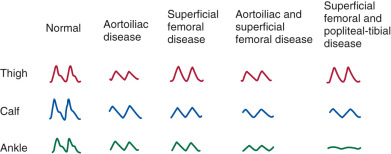 Normal
Aortoiliac
disease
Superficial
femoral
disease
Aortoiliac and
superficial
femoral disease
Superficial
femoral and
popliteal-tibial
disease
Thigh
Calf
Ankle